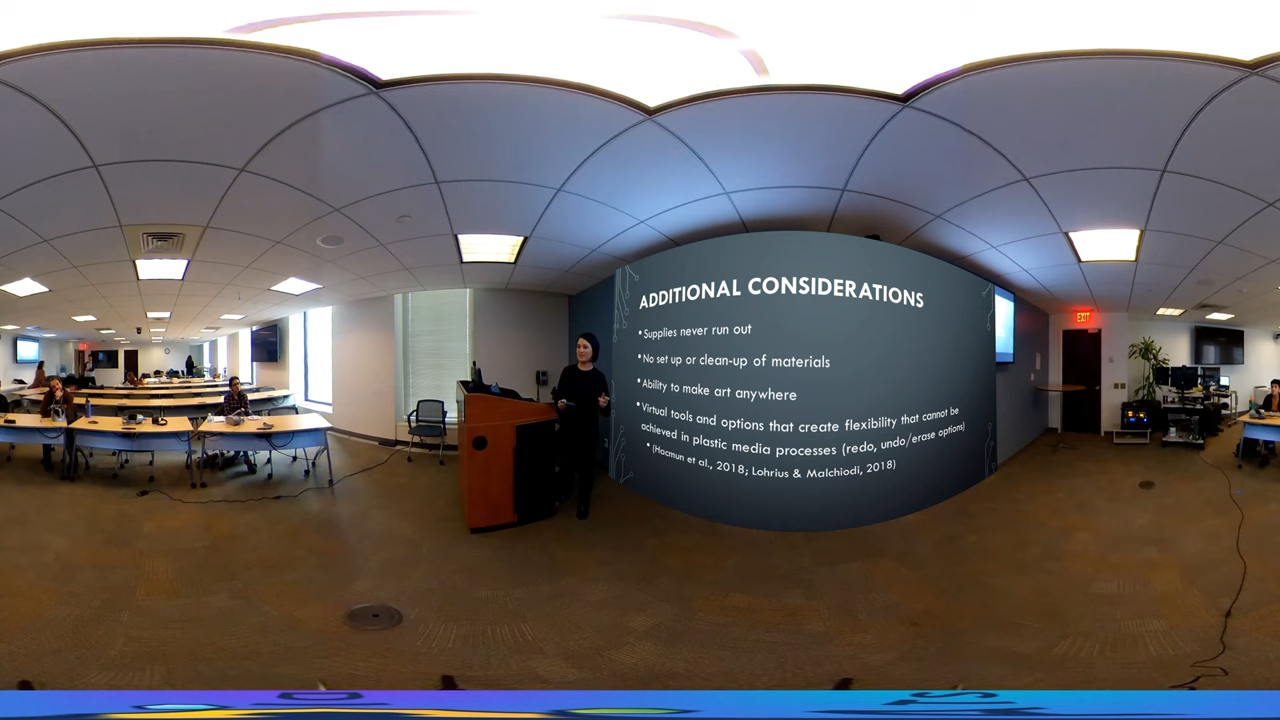 ADDITIONAL CONSIDERATIONS
•Supplies never run out
•No set up or clean-up of materials
•Ability to make art anywhere
•Virtual tools and options that create flexibility that cannot be
achieved in plastic media processes (redo, undo/erase options)
•(Hacmun et al., 2018; Lohrius & Malchiodi, 2018)
EXIT